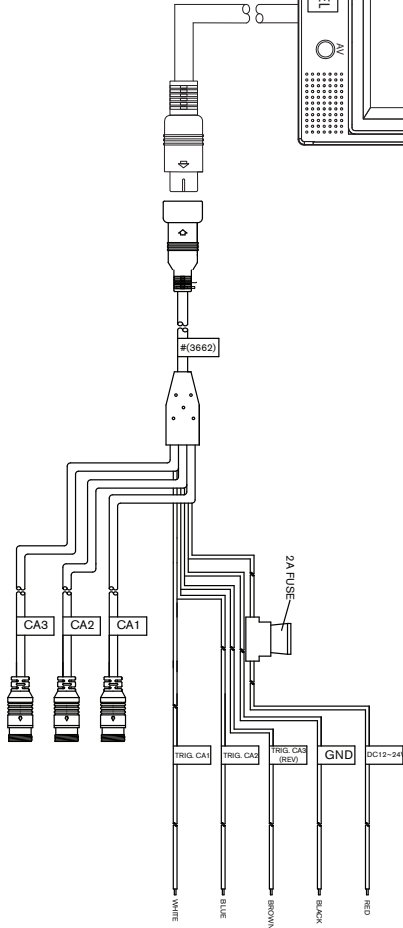 AV
#(3662)
2A FUSE
CA3
CA2
CA1
TRIG. CA1
TRIG. CA2
TRIG. CA3
(REV)
GND
DC12~24V
WHITE
BLUE
BROWN
BLACK
RED